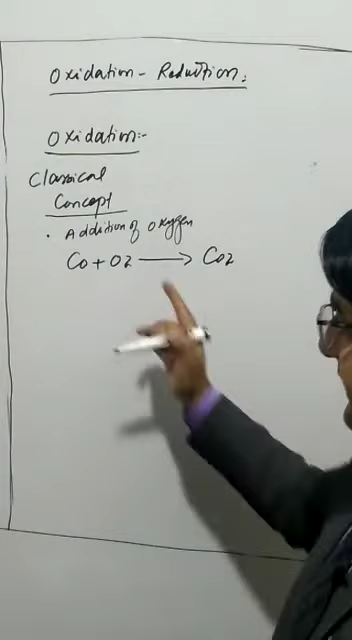 Oxidation - Reduction:
Oxidation:-
Classical
Concept
• Addition of Oxygen
Co + O2 ⟶ Co2